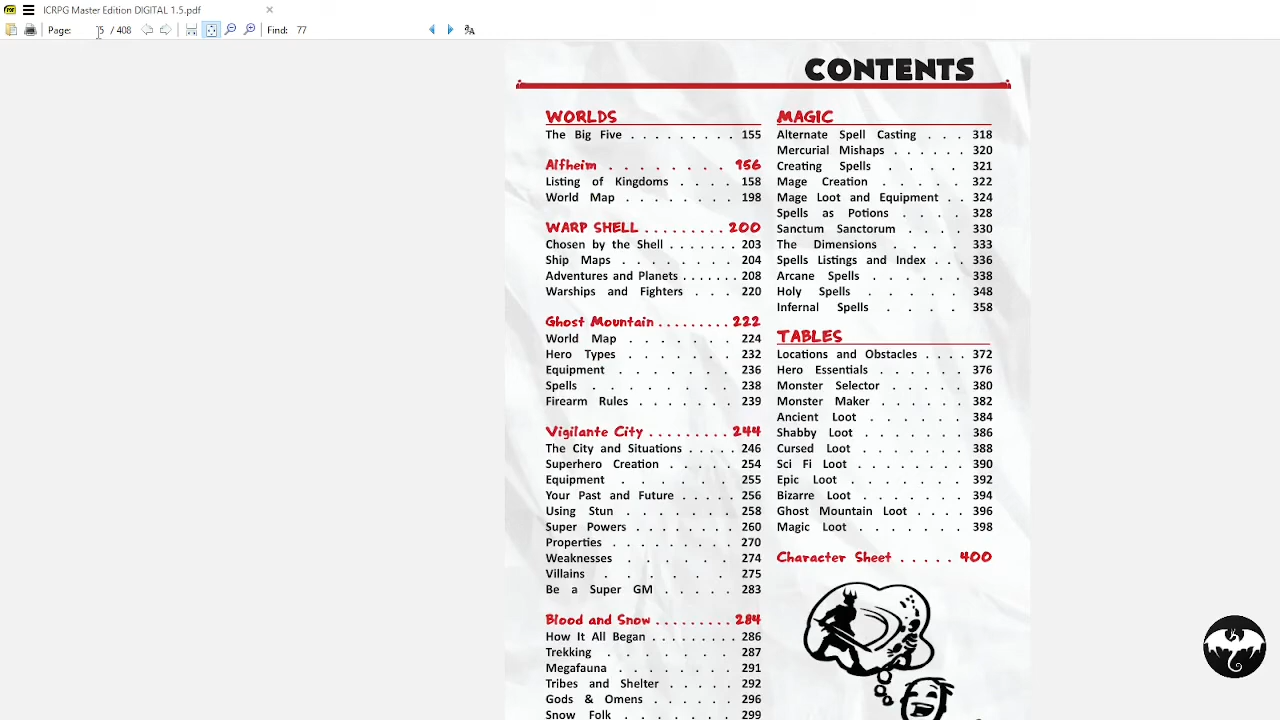 ICRPG Master Edition DIGITAL 1.5.pdf
Page: 5 / 408 Find: 77
CONTENTS
WORLDS
The Big Five . . . . . . . . . 155
Alfheim . . . . . . . . 156
Listing of Kingdoms . . . . 158
World Map . . . . . . . 198
WARP SHELL . . . . . . . . . 200
Chosen by the Shell . . . . . . . 203
Ship Maps . . . . . . . . 204
Adventures and Planets . . . . . . . 208
Warships and Fighters . . . 220
Ghost Mountain . . . . . . . . . 222
World Map . . . . . . . 224
Hero Types . . . . . . . 232
Equipment . . . . . . . 236
Spells . . . . . . . . 238
Firearm Rules . . . . . . . 239
Vigilante City . . . . . . . . . 244
The City and Situations . . . . . 246
Superhero Creation . . . . . 254
Equipment . . . . . . 255
Your Past and Future . . . . . 256
Using Stun . . . . . . . 258
Super Powers . . . . . . . . 260
Properties . . . . . . . . . 270
Weaknesses . . . . . . . 274
Villains . . . . . . 275
Be a Super GM . . . . . 283
Blood and Snow . . . . . . . . . 284
How It All Began . . . . . . . . . 286
Trekking . . . . . . . 287
Megafauna . . . . . . . . 291
Tribes and Shelter . . . . . 292
Gods & Omens . . . . . . 296
Snow Folk . . . . . . . 299
MAGIC
Alternate Spell Casting . . . 318
Mercurial Mishaps . . . . . . 320
Creating Spells . . . . 321
Mage Creation . . . . . 322
Mage Loot and Equipment . . 324
Spells as Potions . . . . 328
Sanctum Sanctorum . . . . 330
The Dimensions . . . . 333
Spells Listings and Index . . . 336
Arcane Spells . . . . . . 338
Holy Spells . . . . . 348
Infernal Spells . . . . 358
TABLES
Locations and Obstacles . . . . 372
Hero Essentials . . . . . . 376
Monster Selector . . . . . 380
Monster Maker . . . . . . 382
Ancient Loot . . . . . . 384
Shabby Loot . . . . . . . 386
Cursed Loot . . . . . . . 388
Sci Fi Loot . . . . . . . . 390
Epic Loot . . . . . . . 392
Bizarre Loot . . . . . . . 394
Ghost Mountain Loot . . . . 396
Magic Loot . . . . . . . 398
Character Sheet . . . . . 400